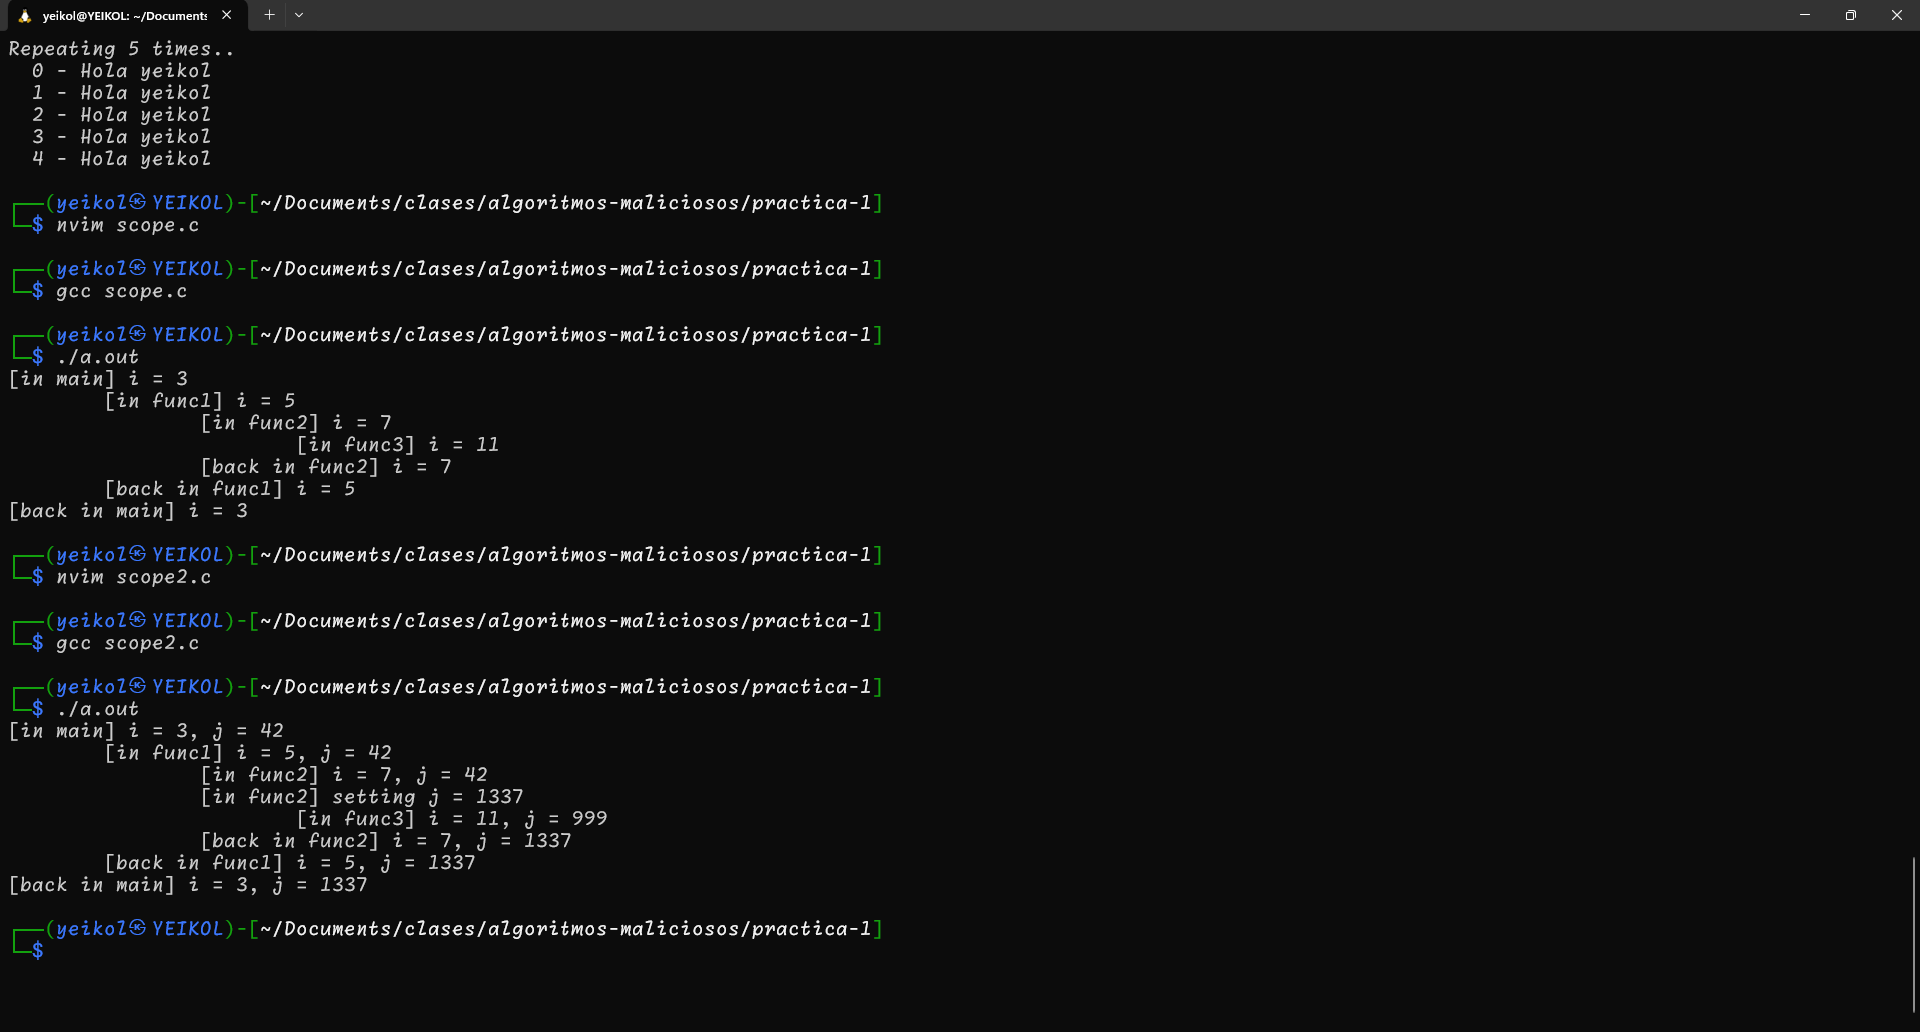 yeikol@YEIKOL: ~/Documents
Repeating 5 times..
  0 - Hola yeikol
  1 - Hola yeikol
  2 - Hola yeikol
  3 - Hola yeikol
  4 - Hola yeikol
┌──(yeikol㉿YEIKOL)-[~/Documents/clases/algoritmos-maliciosos/practica-1]
└─$ nvim scope.c
┌──(yeikol㉿YEIKOL)-[~/Documents/clases/algoritmos-maliciosos/practica-1]
└─$ gcc scope.c
┌──(yeikol㉿YEIKOL)-[~/Documents/clases/algoritmos-maliciosos/practica-1]
└─$ ./a.out
[in main] i = 3
        [in func1] i = 5
                [in func2] i = 7
                        [in func3] i = 11
                [back in func2] i = 7
        [back in func1] i = 5
[back in main] i = 3
┌──(yeikol㉿YEIKOL)-[~/Documents/clases/algoritmos-maliciosos/practica-1]
└─$ nvim scope2.c
┌──(yeikol㉿YEIKOL)-[~/Documents/clases/algoritmos-maliciosos/practica-1]
└─$ gcc scope2.c
┌──(yeikol㉿YEIKOL)-[~/Documents/clases/algoritmos-maliciosos/practica-1]
└─$ ./a.out
[in main] i = 3, j = 42
        [in func1] i = 5, j = 42
                [in func2] i = 7, j = 42
                [in func2] setting j = 1337
                        [in func3] i = 11, j = 999
                [back in func2] i = 7, j = 1337
        [back in func1] i = 5, j = 1337
[back in main] i = 3, j = 1337
┌──(yeikol㉿YEIKOL)-[~/Documents/clases/algoritmos-maliciosos/practica-1]
└─$